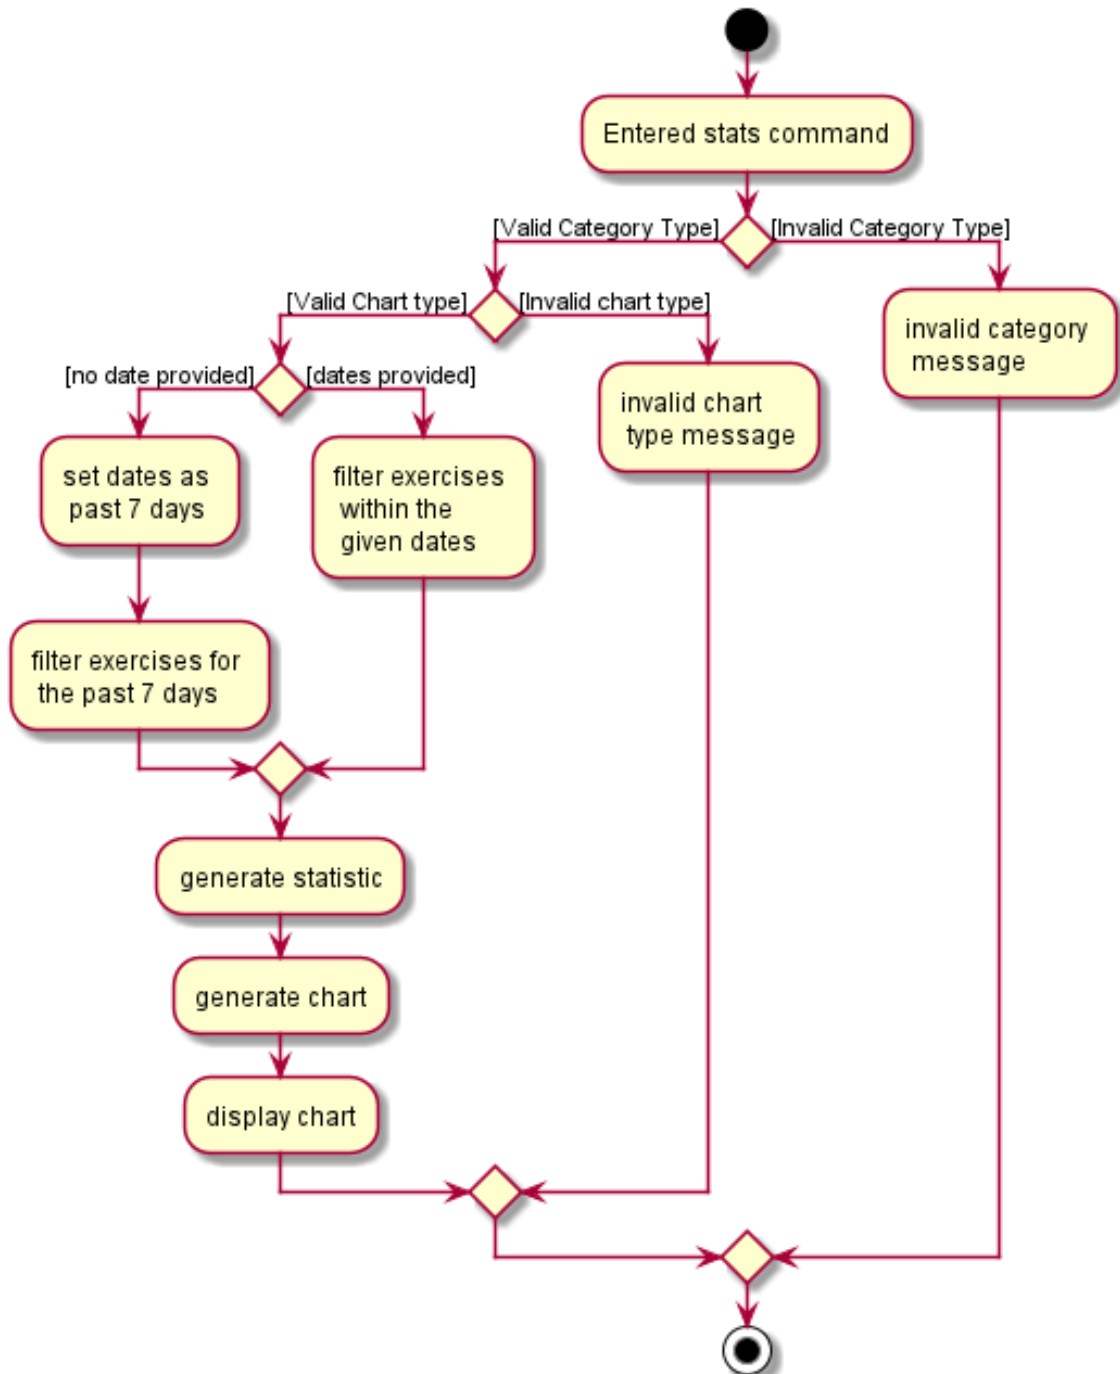 Entered stats command
[Valid Category Type]
[Invalid Category Type]
[Valid Chart type]
[Invalid chart type]
invalid category
message
[no date provided]
[dates provided]
invalid chart
type message
set dates as
past 7 days
filter exercises
within the
given dates
filter exercises for
the past 7 days
generate statistic
generate chart
display chart